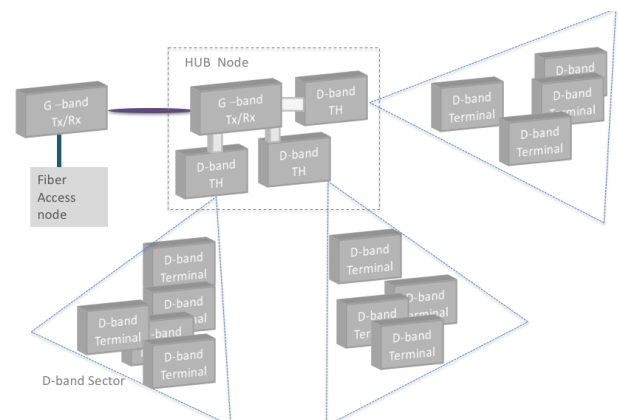 HUB Node
G –band
Tx/Rx
G –band
Tx/Rx
D-band
TH
D-band
TH
D-band
TH
Fiber
Access
node
D-band
D-band
Terminal
D-band
Terminal
D-band
Terminal
D-band
Terminal
D-band
Terminal
D-band
Terminal
-band
D-band
Terminal
D-band Sector
D-band
Terminal
D-band
D-band
Terminal
D-band
Terminal